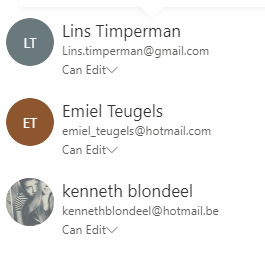 LT
Lins Timperman
Lins.timperman@gmail.com
Can Edit
ET
Emiel Teugels
emiel_teugels@hotmail.com
Can Edit
kenneth blondeel
kennethblondeel@hotmail.be
Can Edit